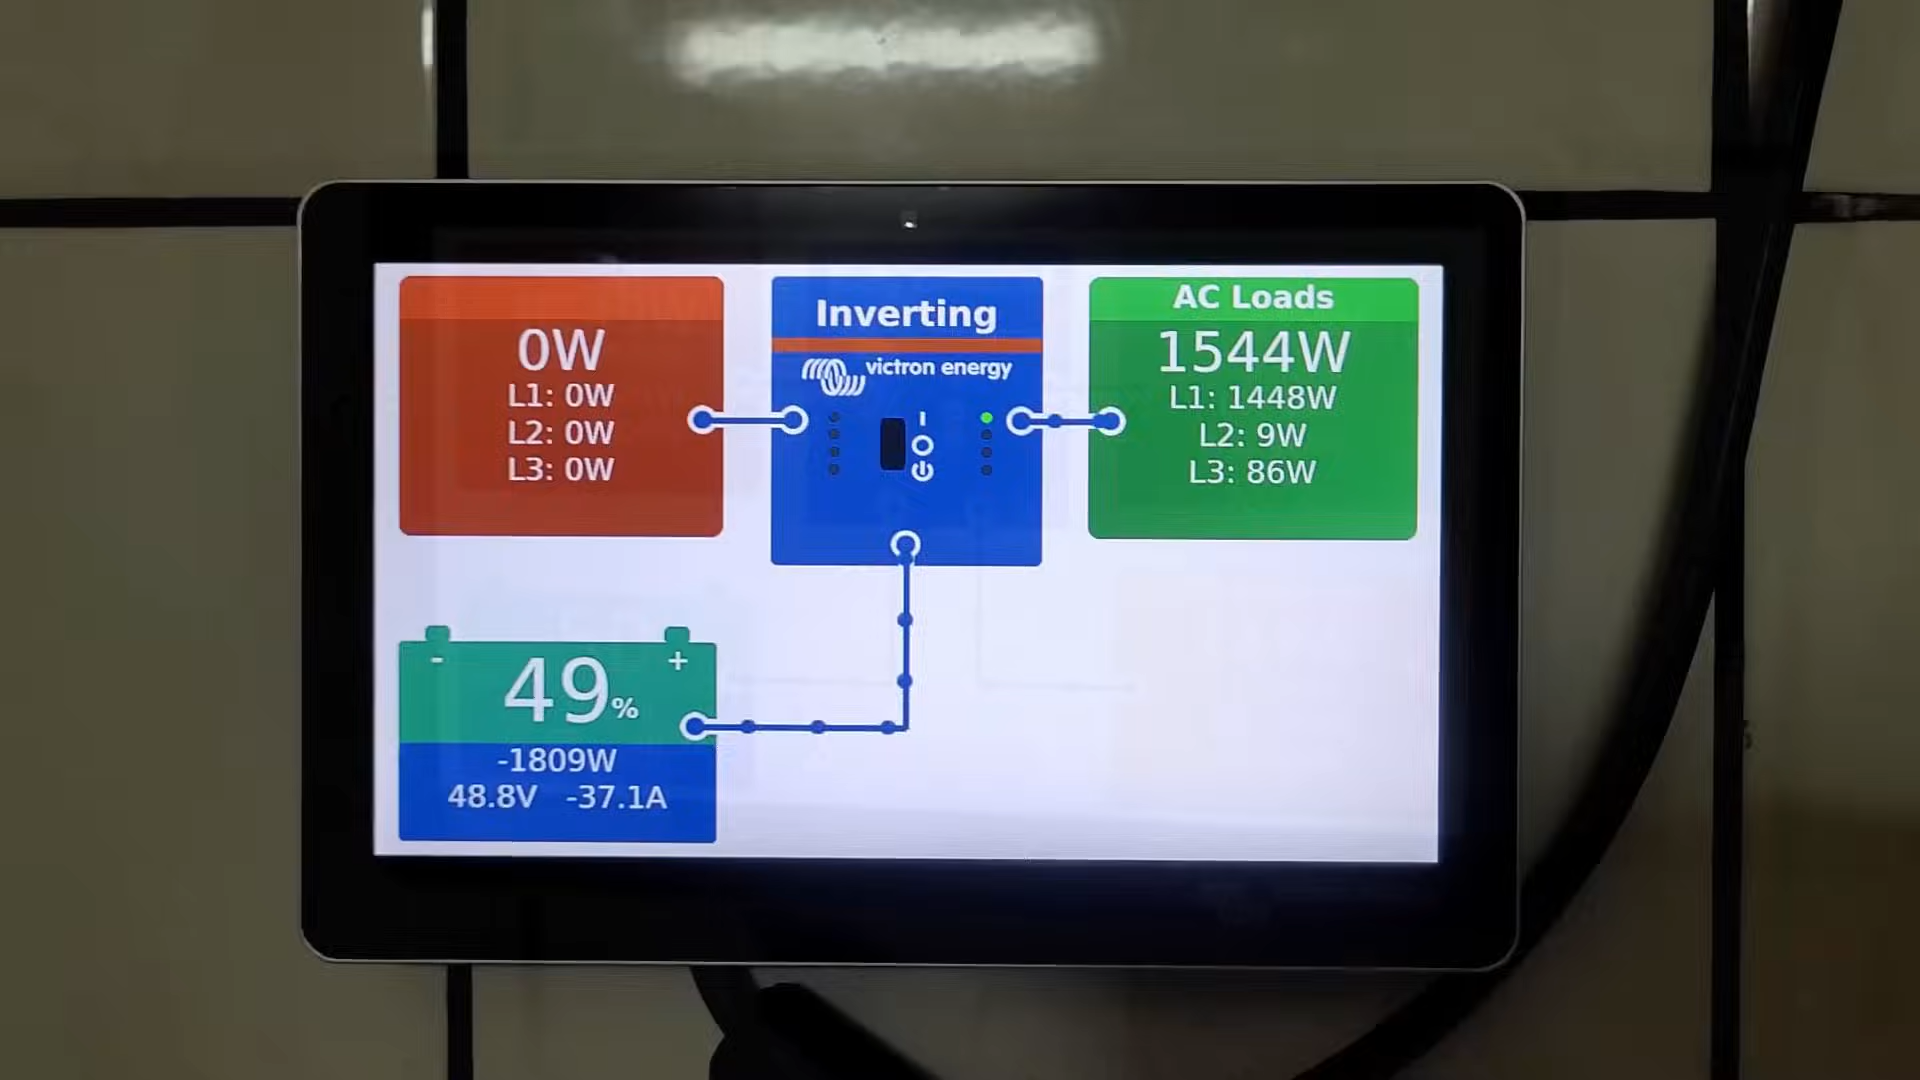 0W
L1: 0W
L2: 0W
L3: 0W
Inverting
victron energy
AC Loads
1544W
L1: 1448W
L2: 9W
L3: 86W
- +
49%
-1809W
48.8V -37.1A